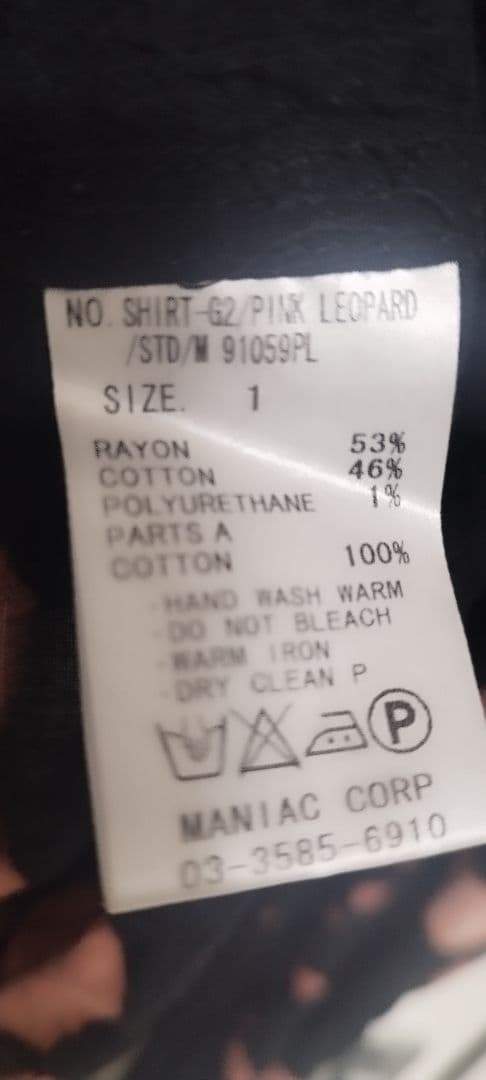 NO. SHIRT-G2/PINK LEOPARD
/STD/M 91059PL
SIZE. 1
RAYON 53%
COTTON 46%
POLYURETHANE 1%
PARTS A
COTTON 100%
-HAND WASH WARM
-DO NOT BLEACH
-WARM IRON
-DRY CLEAN P
P
MANIAC CORP
03-3585-6910